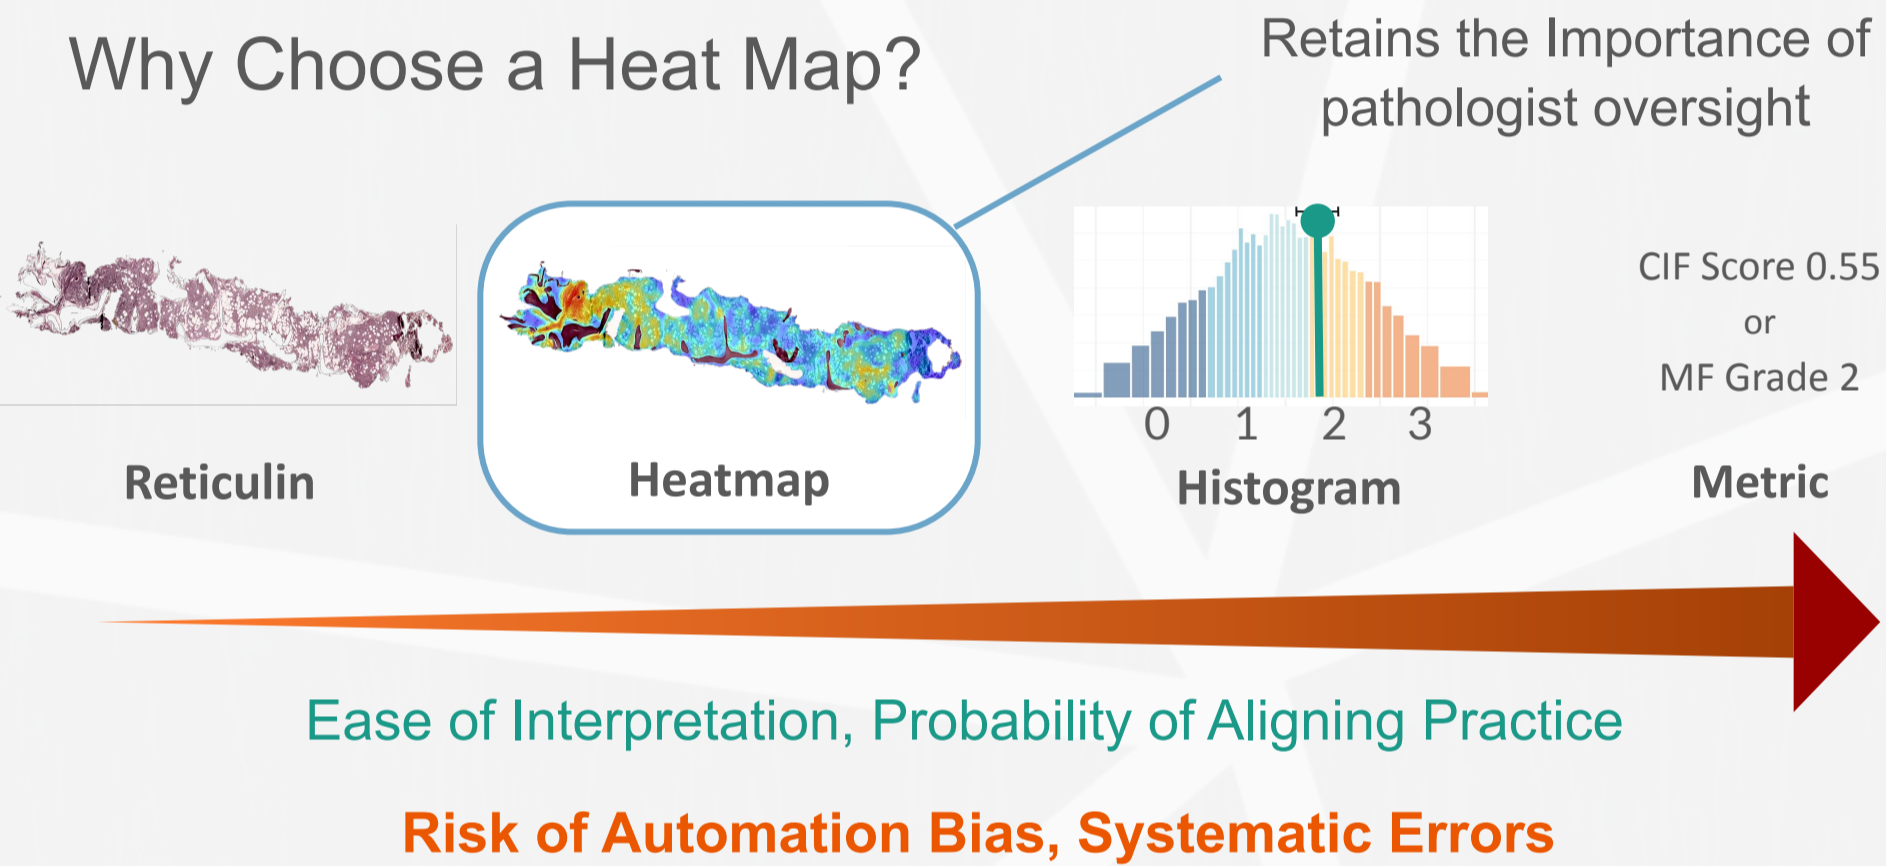 Why Choose a Heat Map?
Retains the Importance of
pathologist oversight
CIF Score 0.55
or
MF Grade 2
0 1 2 3
Reticulin
Heatmap
Histogram
Metric
Ease of Interpretation, Probability of Aligning Practice
Risk of Automation Bias, Systematic Errors